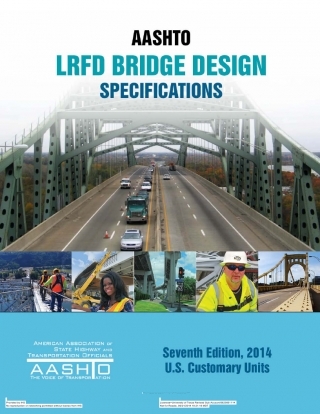 AASHTO
LRFD BRIDGE DESIGN
SPECIFICATIONS
AMERICAN ASSOCIATION OF
STATE HIGHWAY AND
TRANSPORTATION OFFICIALS
AASHTO
THE VOICE OF TRANSPORTATION
Seventh Edition, 2014
U.S. Customary Units